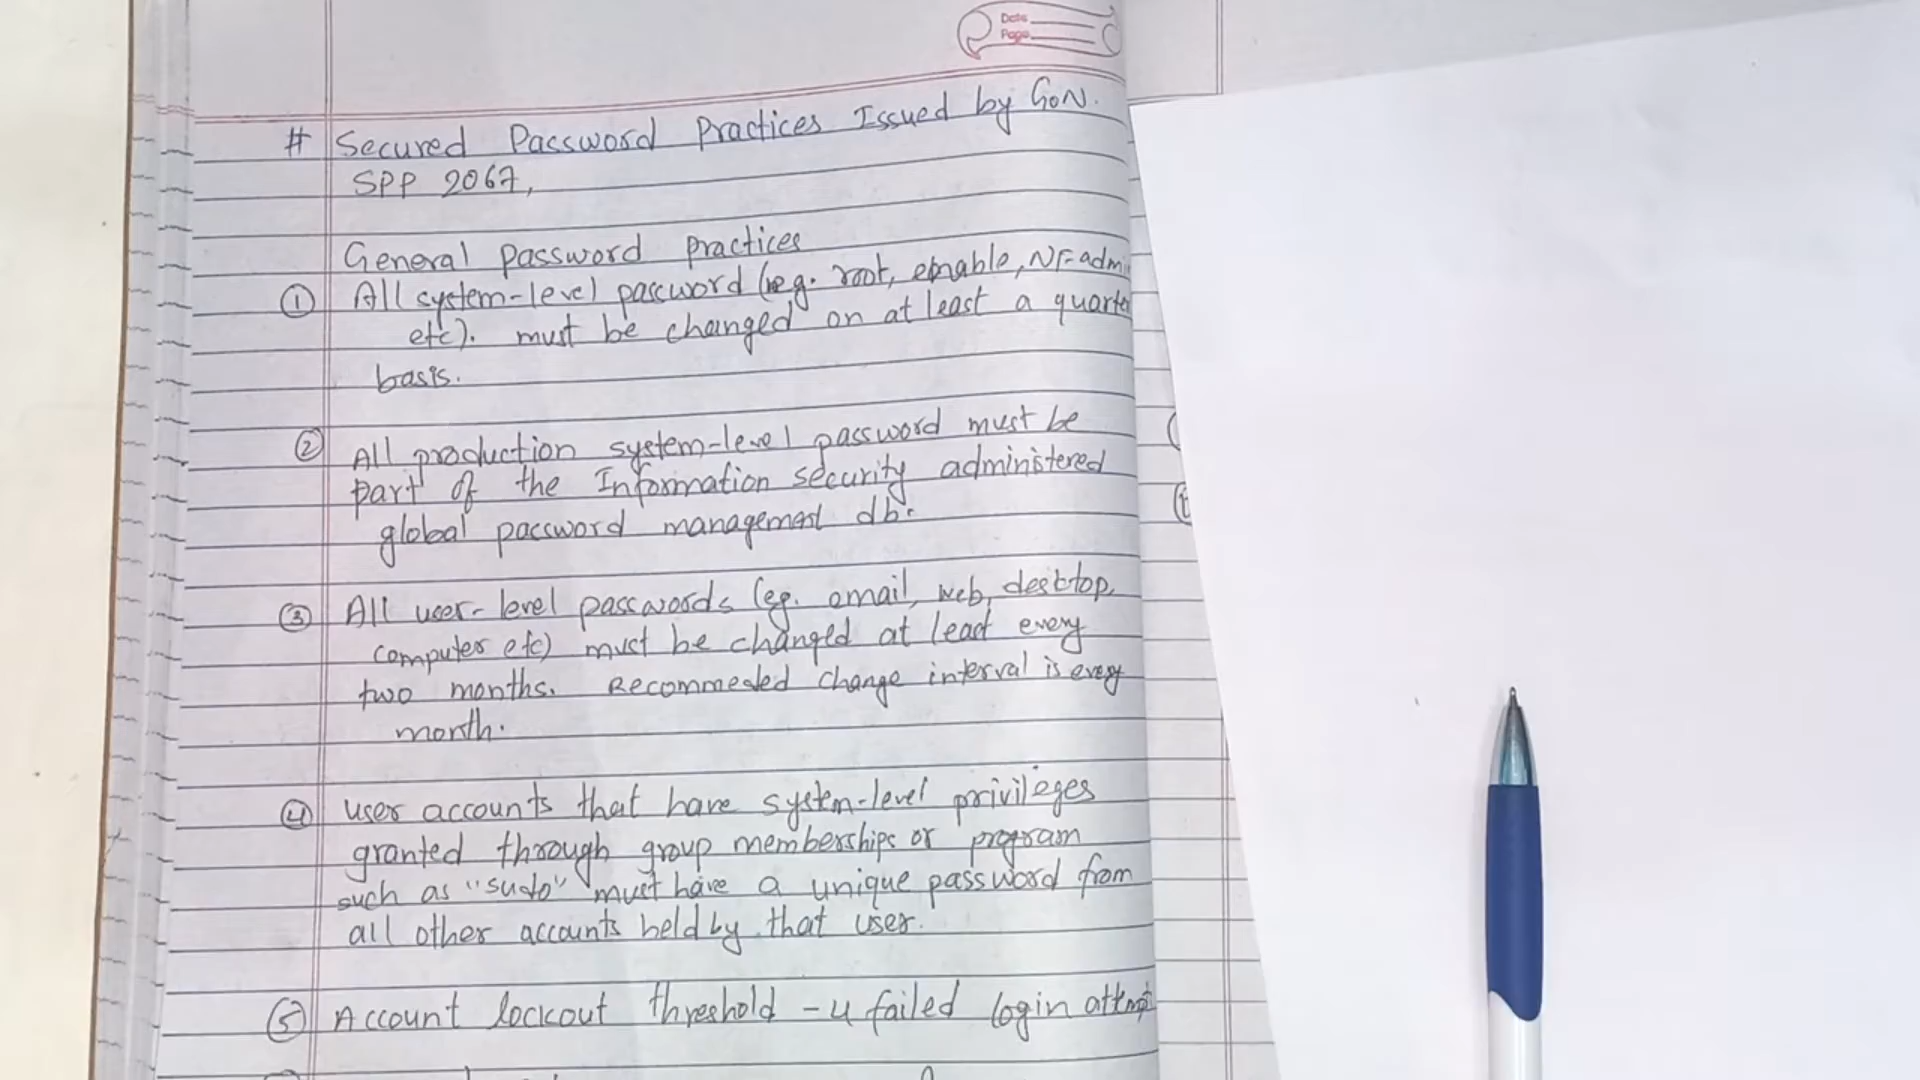 Date
Page
# Secured Password Practices Issued by GoN.
SPP 2067,
General password practices
① All system-level password (eg. root, enable, NT-adm
etc). must be changed on at least a quarte
basis.
② All production system-level password must be
part of the Information security administered
global password management db.
③ All user-level passwords (eg. email, web, desktop,
computer etc) must be changed at least every
two months. Recommeded change interval is every
month.
④ user accounts that have system-level privileges
granted through group memberships or program
such as "sudo" must have a unique password from
all other accounts held by that user.
⑤ Account lockout threshold - 4 failed login attempt